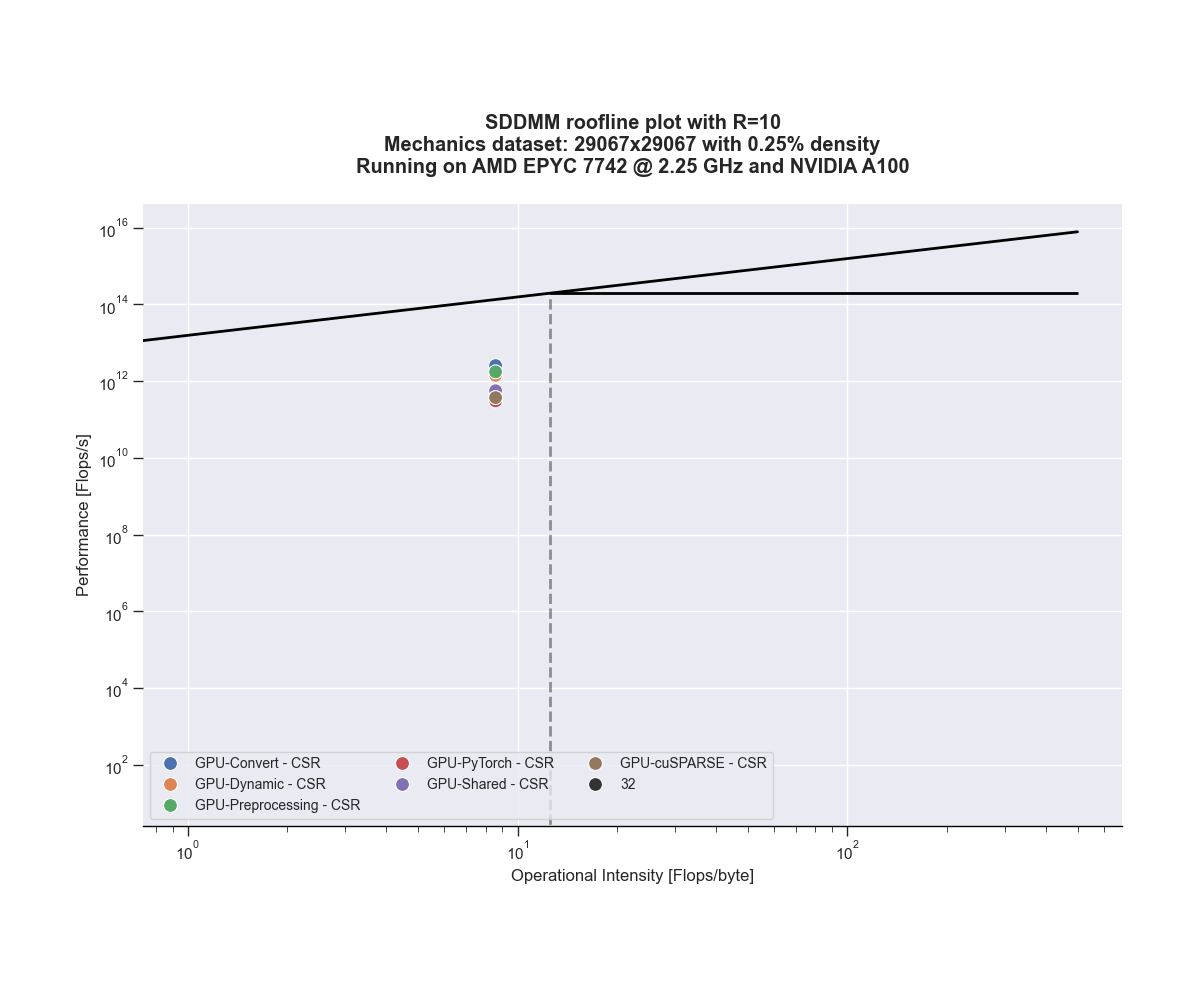 SDDMM roofline plot with R=10
Mechanics dataset: 29067x29067 with 0.25% density
Running on AMD EPYC 7742 @ 2.25 GHz and NVIDIA A100
Performance [Flops/s]
10^16
10^14
10^12
10^10
10^8
10^6
10^4
10^2
GPU-Convert - CSR
GPU-Dynamic - CSR
GPU-Preprocessing - CSR
GPU-PyTorch - CSR
GPU-Shared - CSR
GPU-cuSPARSE - CSR
32
10^0 10^1 10^2
Operational Intensity [Flops/byte]